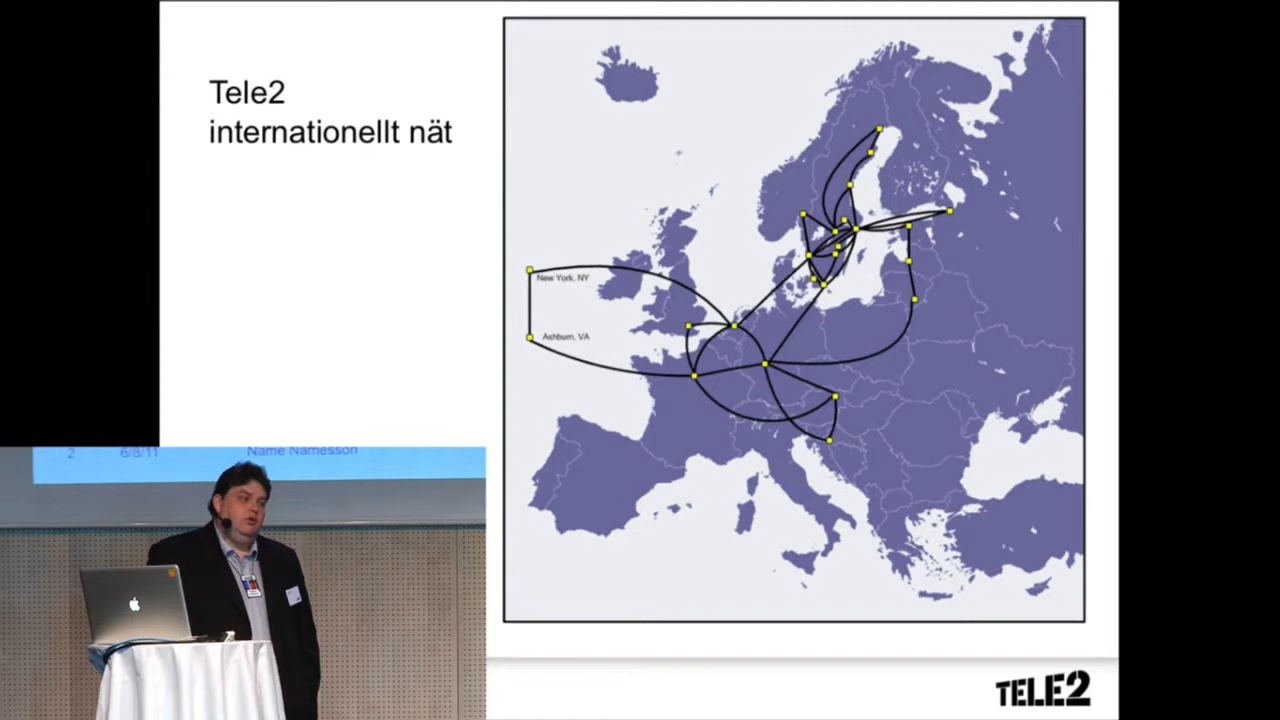 Tele2
internationellt nät
New York, NY
Ashburn, VA
2 6/8/11 Name Namesson
TELE2